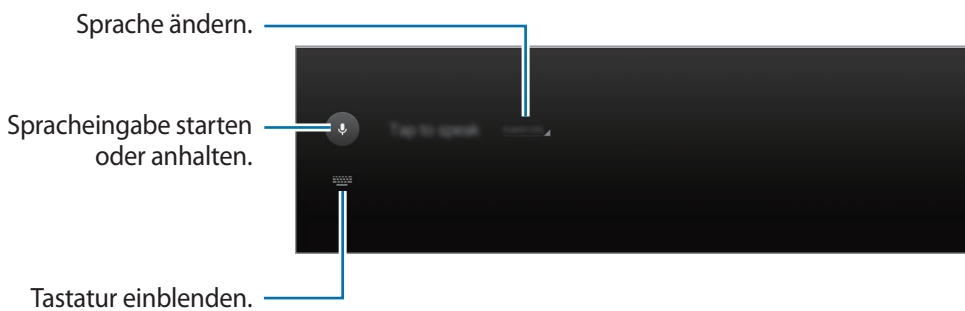 Sprache ändern.
Spracheingabe starten
oder anhalten.
Tap to speak
Tastatur einblenden.